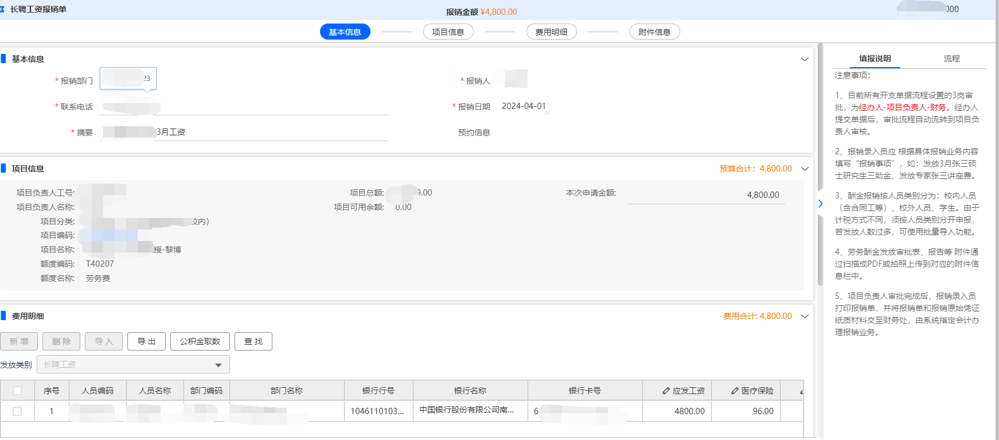 长聘工资报销单
报销金额 ¥4,800.00
000
基本信息
项目信息
费用明细
附件信息
基本信息
* 报销部门
23
* 报销人
* 联系电话
* 报销日期 2024-04-01
* 摘要
3月工资
预约信息
项目信息
预算合计: 4,800.00
项目负责人工号:
项目总额:
9.00
本次申请金额:
4,800.00
项目负责人名称:
项目可用余额: 0.00
项目分类:
校内)
项目编码:
项目名称:
授-黎博
额度编码: T40207
额度名称: 劳务费
费用明细
费用合计: 4,800.00
新 增
删 除
导 入
导 出
公积金取数
查 找
发放类别 长聘工资
序号 人员编码 人员名称 部门编码 部门名称 银行行号 银行名称 银行卡号 应发工资 医疗保险
1 1046110103... 中国银行股份有限公司南... 6 4800.00 96.00
填报说明
流程
注意事项:
1、目前所有开支单据流程设置的3岗审
批，为经办人-项目负责人-财务。经办人
提交单据后，审批流程自动流转到项目负
责人审核。
2、报销录入员应 根据具体报销业务内容
填写“报销事项”，如：发放3月张三硕
士研究生三助金、发放专家张三讲座费。
3、酬金报销按人员类别分为：校内人员
（含合同工等）、校外人员、学生。由于
计税方式不同，须按人员类别分开申报，
若发放人数过多，可使用批量导入功能。
4、劳务酬金发放审批表、报告等 附件通
过扫描成PDF或拍照上传到对应的附件信
息栏中。
5、项目负责人审批完成后，报销录入员
打印报销单，并将报销单和报销原始凭证
纸质材料交至财务处，由系统指定会计办
理报销业务。